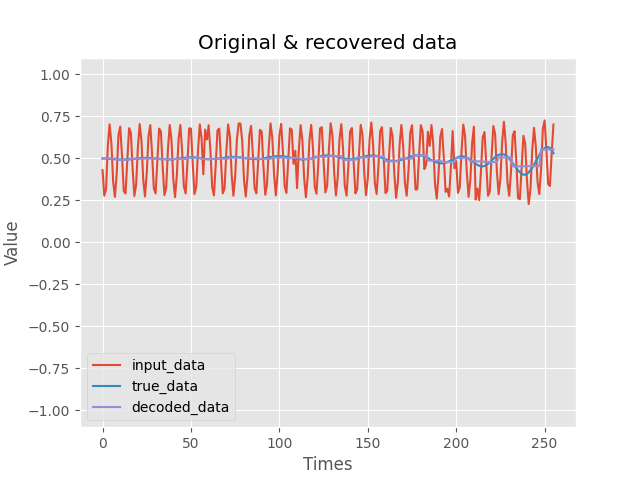 Original & recovered data
1.00
0.75
0.50
0.25
0.00
−0.25
−0.50
−0.75
−1.00
Value
input_data
true_data
decoded_data
0 50 100 150 200 250
Times